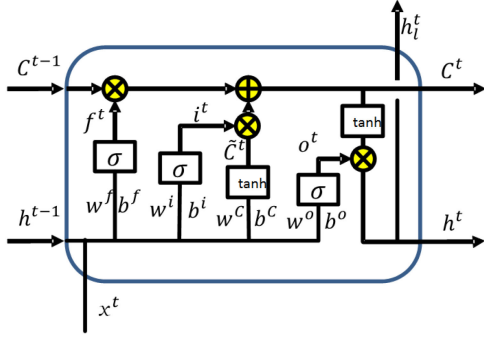 h_l^t
C^{t-1} C^t
f^t i^t tanh
σ σ C̃^t o^t
tanh σ
w^f b^f w^i b^i w^C b^C w^o b^o
h^{t-1} h^t
x^t